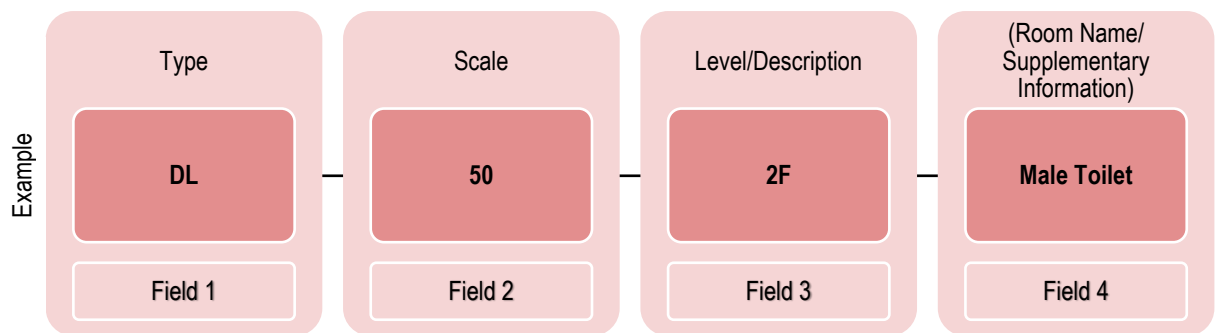 Example
Type
DL
Field 1
Scale
50
Field 2
Level/Description
2F
Field 3
(Room Name/
Supplementary
Information)
Male Toilet
Field 4